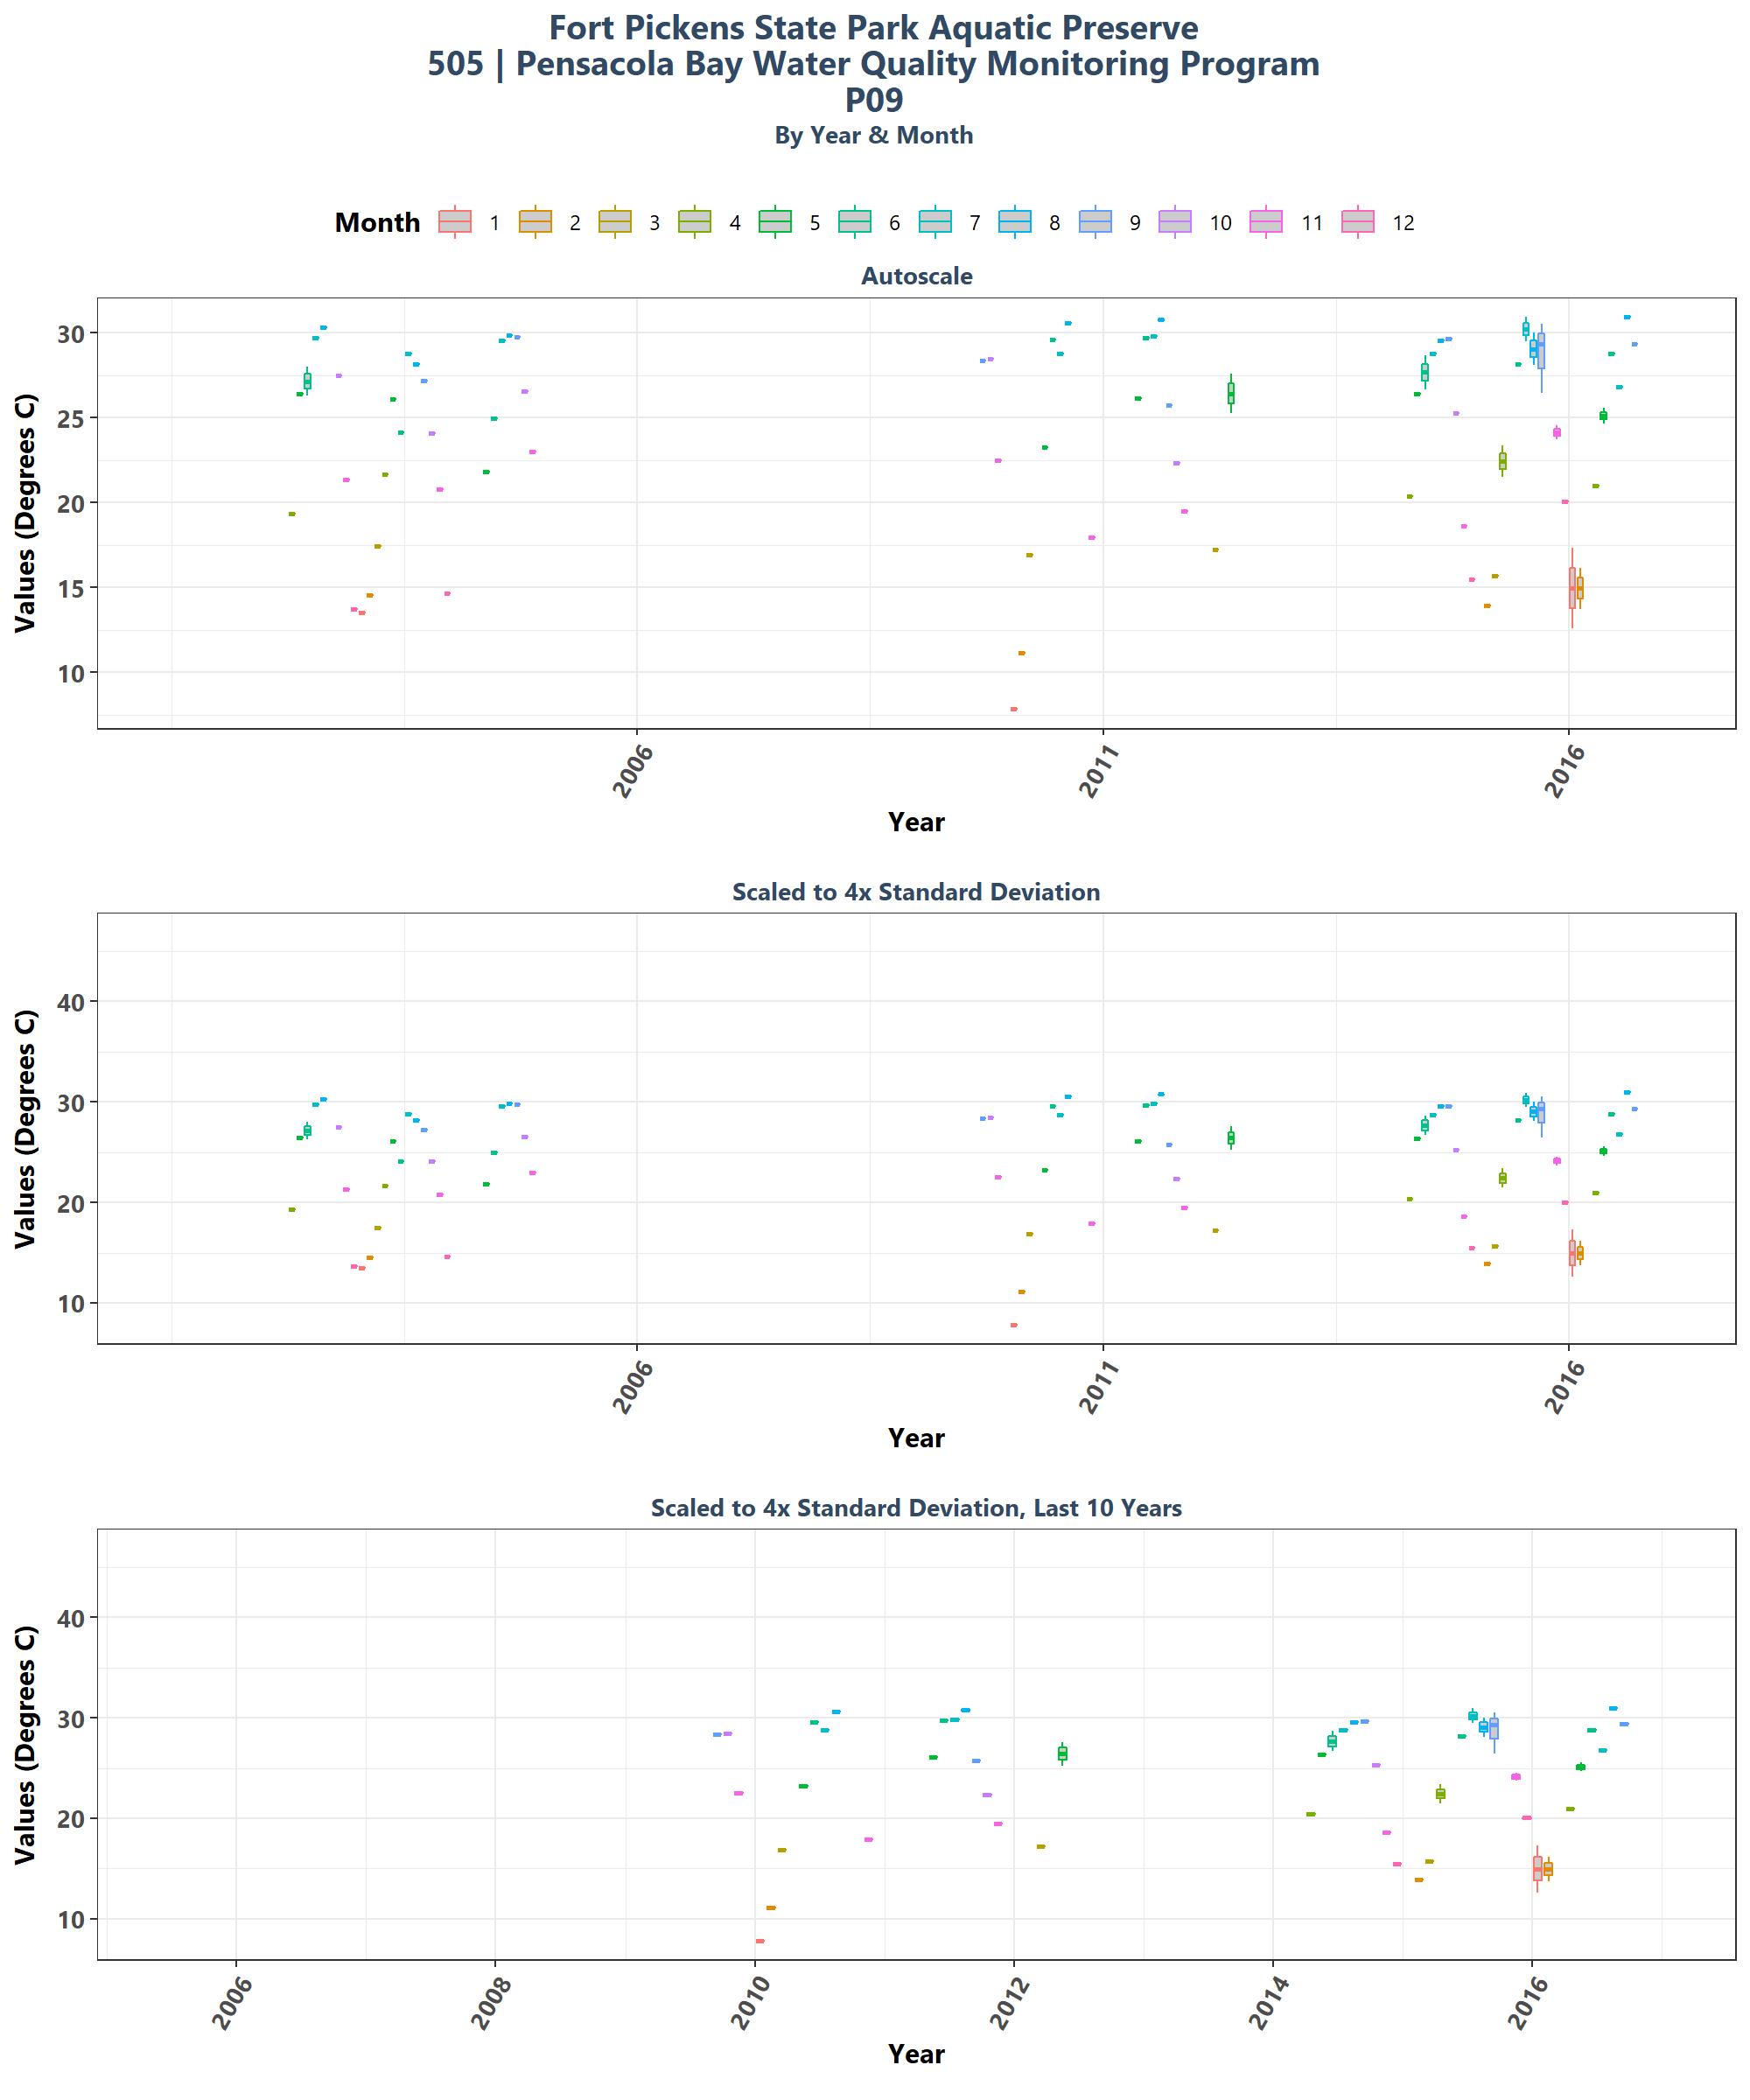 Fort Pickens State Park Aquatic Preserve
505 | Pensacola Bay Water Quality Monitoring Program
P09
By Year & Month
Month 1 2 3 4 5 6 7 8 9 10 11 12
Autoscale
Values (Degrees C)
30
25
20
15
10
2006 2011 2016
Year
Scaled to 4x Standard Deviation
Values (Degrees C)
40
30
20
10
2006 2011 2016
Year
Scaled to 4x Standard Deviation, Last 10 Years
Values (Degrees C)
40
30
20
10
2006 2008 2010 2012 2014 2016
Year